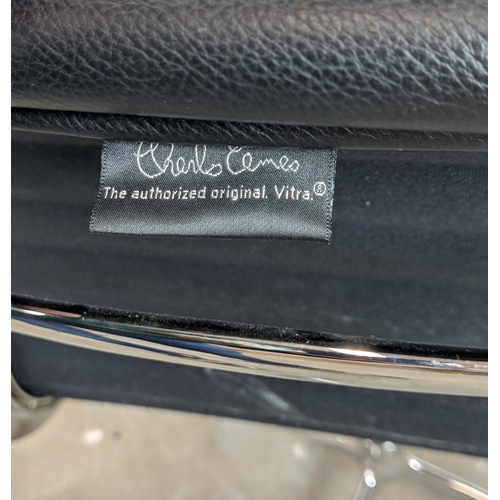 Charles Eames
The authorized original. Vitra.®